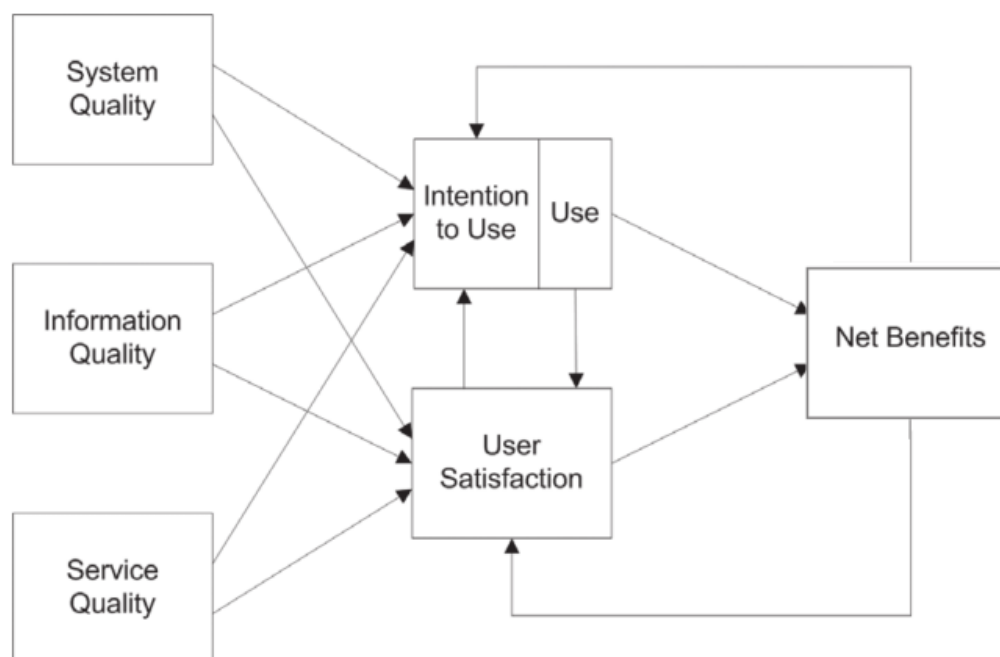 System
Quality
Intention
to Use
Use
Information
Quality
Net Benefits
User
Satisfaction
Service
Quality